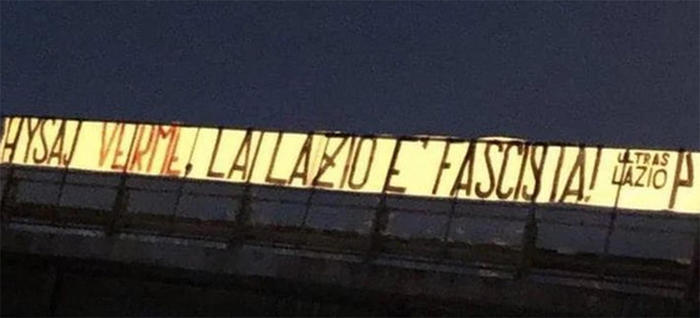 HYSAJ VERME, LA LAZIO E' FASCISTA! ULTRAS
LAZIO P